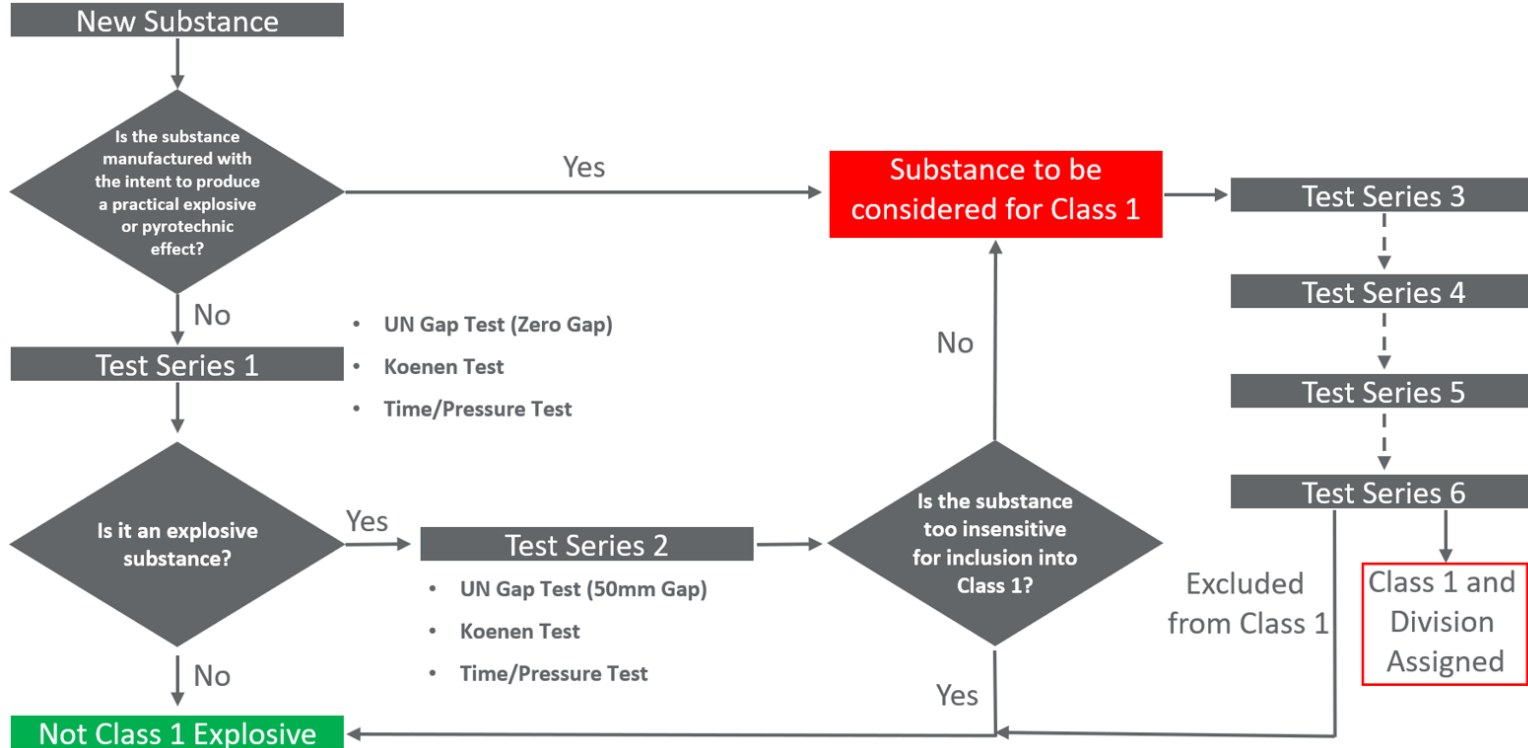 New Substance
Is the substance
manufactured with
the intent to produce
a practical explosive
or pyrotechnic
effect?
Yes
Substance to be
considered for Class 1
Test Series 3
Test Series 4
Test Series 5
Test Series 6
No
Test Series 1
• UN Gap Test (Zero Gap)
• Koenen Test
• Time/Pressure Test
No
Is it an explosive
substance?
Yes
Test Series 2
• UN Gap Test (50mm Gap)
• Koenen Test
• Time/Pressure Test
Is the substance
too insensitive
for inclusion into
Class 1?
Excluded
from Class 1
Class 1 and
Division
Assigned
No
Yes
Not Class 1 Explosive